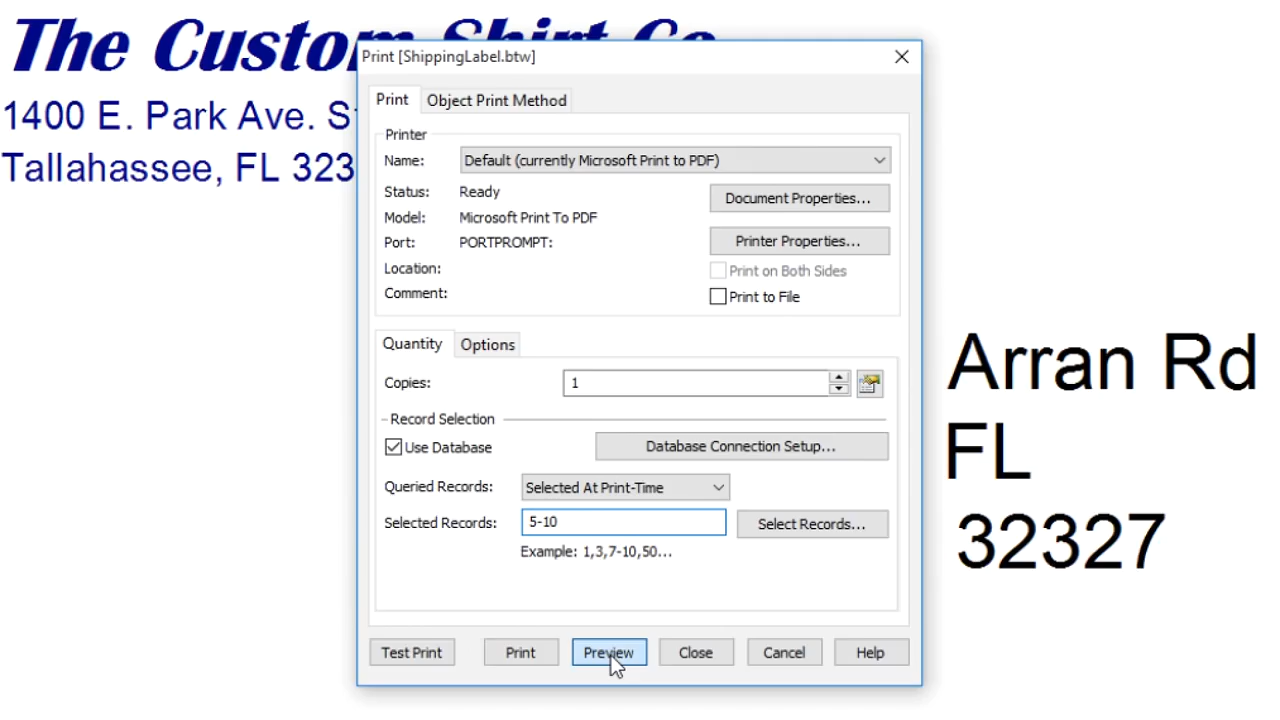 The Custom Shirt Co
1400 E. Park Ave.
Tallahassee, FL 323
Print [ShippingLabel.btw]
Print
Object Print Method
Printer
Name:
Default (currently Microsoft Print to PDF)
Status:
Ready
Document Properties...
Model:
Microsoft Print To PDF
Port:
PORTPROMPT:
Printer Properties...
Location:
Print on Both Sides
Comment:
Print to File
Quantity
Options
Copies:
1
Record Selection
Use Database
Database Connection Setup...
Queried Records:
Selected At Print-Time
Selected Records:
5-10
Select Records...
Example: 1,3,7-10,50...
Test Print
Print
Preview
Close
Cancel
Help
Arran Rd
FL
32327